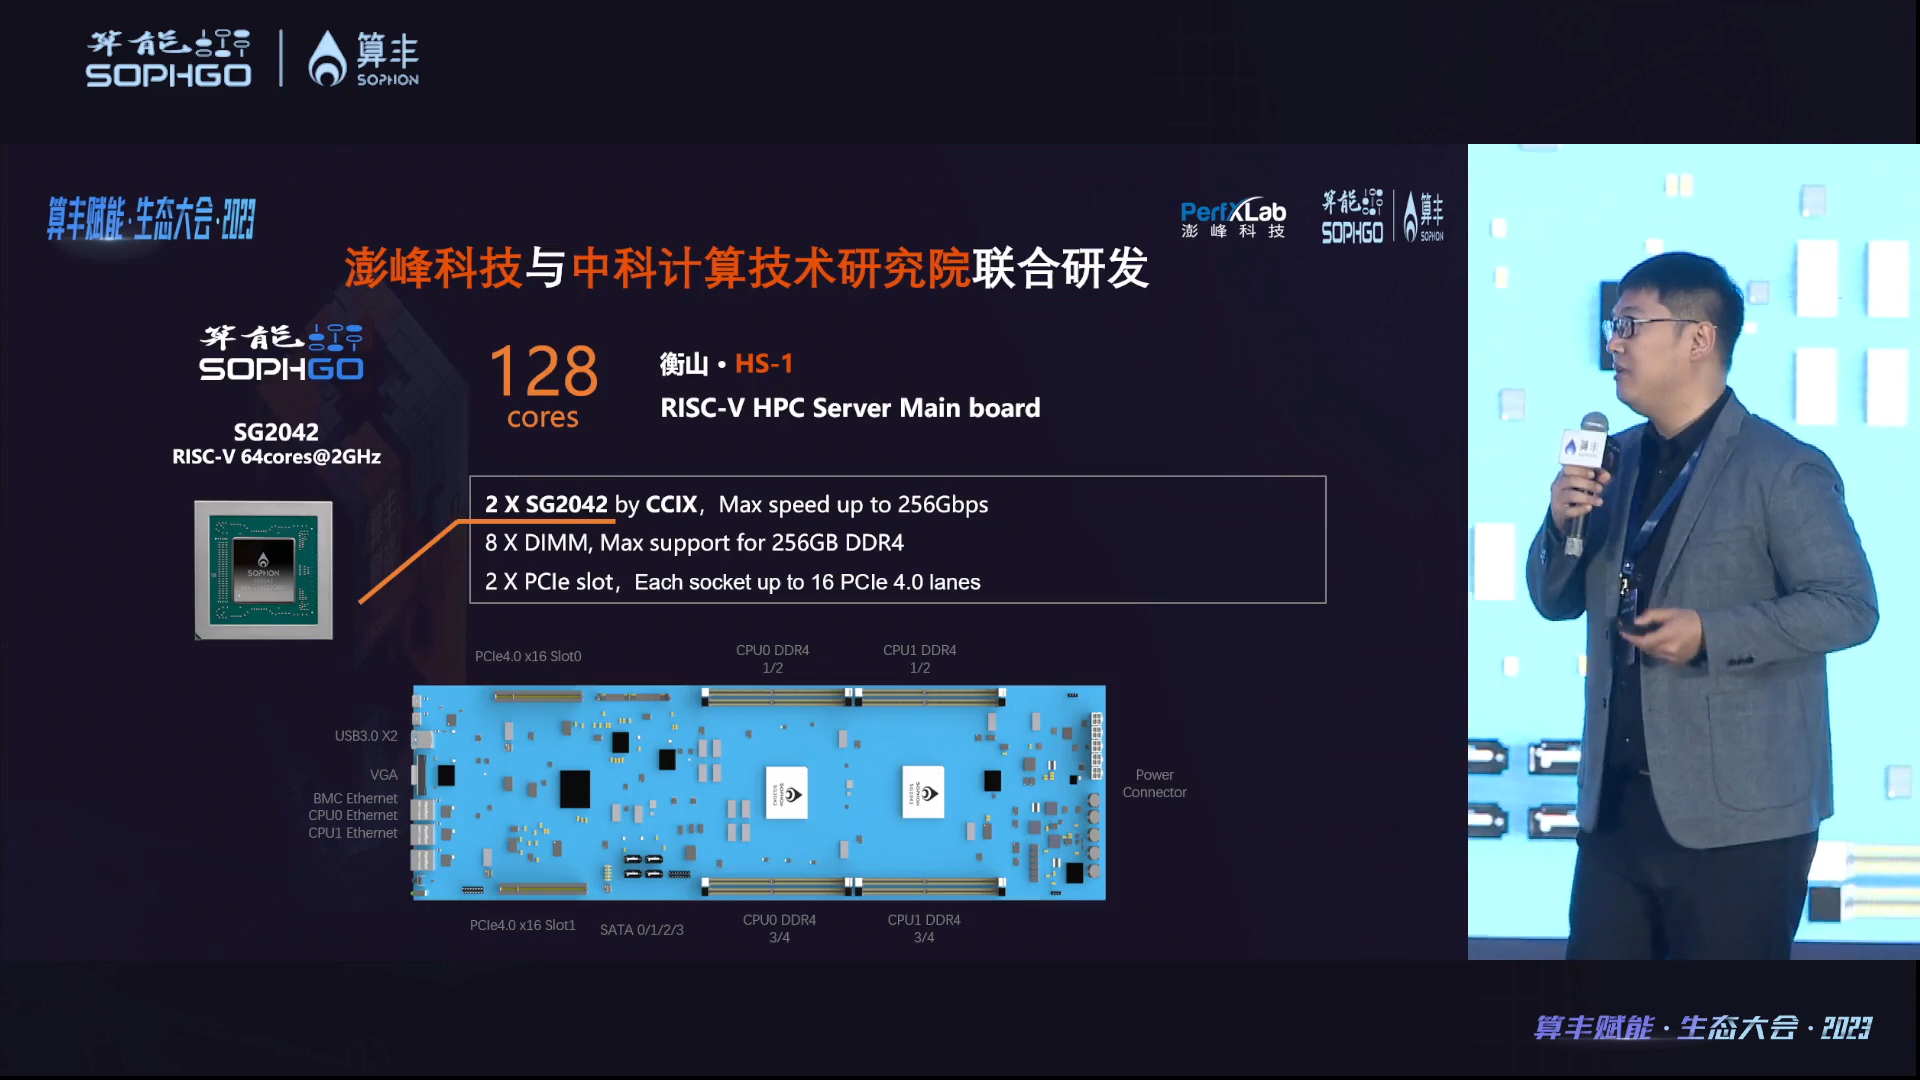 算能 SOPHGO
算丰 SOPHON
算丰赋能·生态大会·2023
PerfXLab
澎峰科技
算能 SOPHGO
算丰 SOPHON
澎峰科技与中科计算技术研究院联合研发
算能
SOPHGO
SG2042
RISC-V 64cores@2GHz
128
cores
衡山·HS-1
RISC-V HPC Server Main board
SOPHON
2 X SG2042 by CCIX，Max speed up to 256Gbps
8 X DIMM, Max support for 256GB DDR4
2 X PCIe slot，Each socket up to 16 PCIe 4.0 lanes
PCIe4.0 x16 Slot0
CPU0 DDR4
1/2
CPU1 DDR4
1/2
USB3.0 X2
VGA
BMC Ethernet
CPU0 Ethernet
CPU1 Ethernet
SOPHON
SG2042
SOPHON
SG2042
Power
Connector
PCIe4.0 x16 Slot1
SATA 0/1/2/3
CPU0 DDR4
3/4
CPU1 DDR4
3/4
算丰
算丰赋能·生态大会·2023